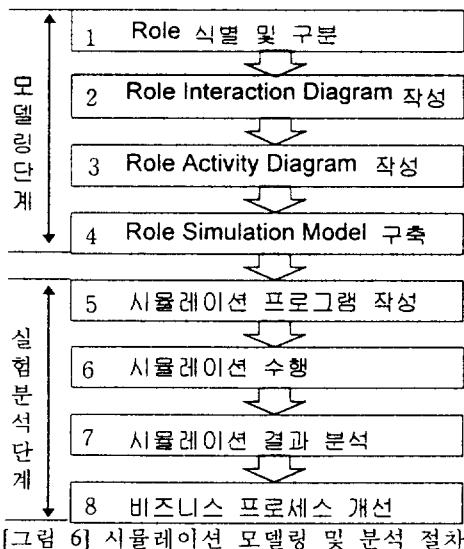 1 Role 식별 및 구분
2 Role Interaction Diagram 작성
3 Role Activity Diagram 작성
4 Role Simulation Model 구축
모델링단계
5 시뮬레이션 프로그램 작성
6 시뮬레이션 수행
7 시뮬레이션 결과 분석
8 비즈니스 프로세스 개선
실험분석단계
[그림 6] 시뮬레이션 모델링 및 분석 절차